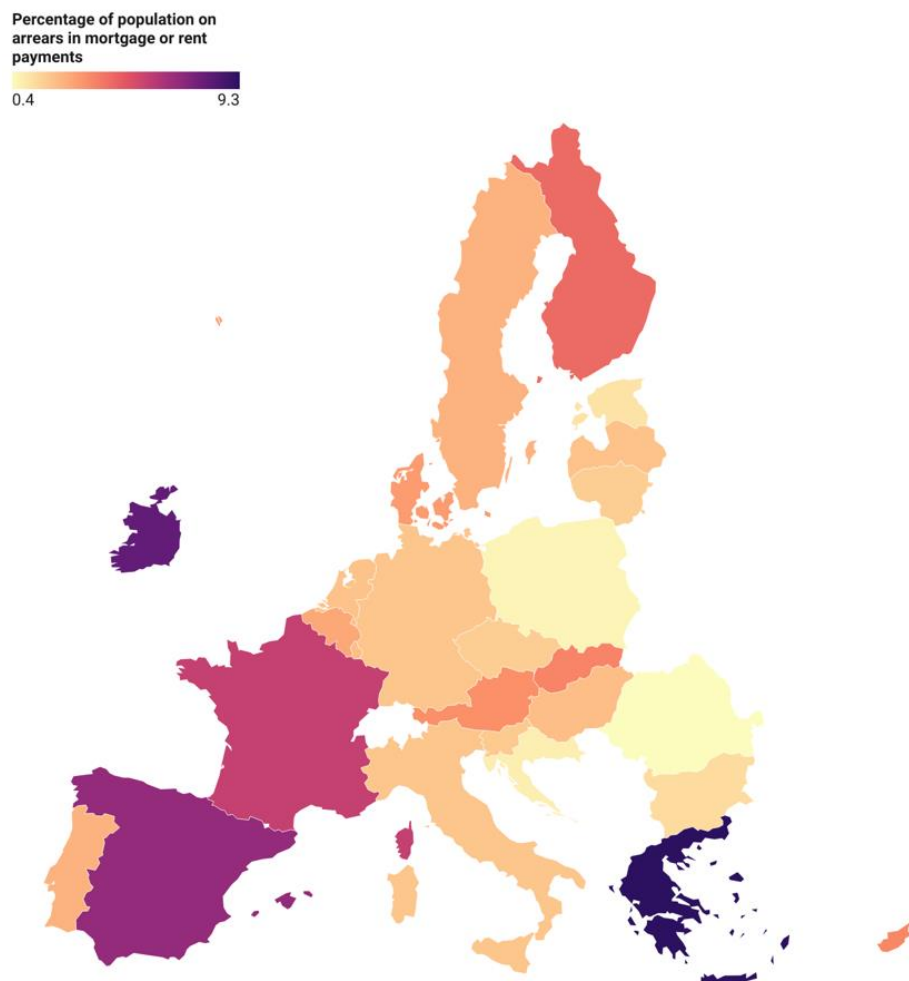 Percentage of population on
arrears in mortgage or rent
payments
0.4 9.3